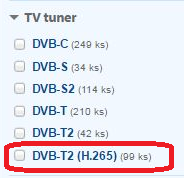 TV tuner
DVB-C (249 ks)
DVB-S (34 ks)
DVB-S2 (114 ks)
DVB-T (210 ks)
DVB-T2 (42 ks)
DVB-T2 (H.265) (99 ks)